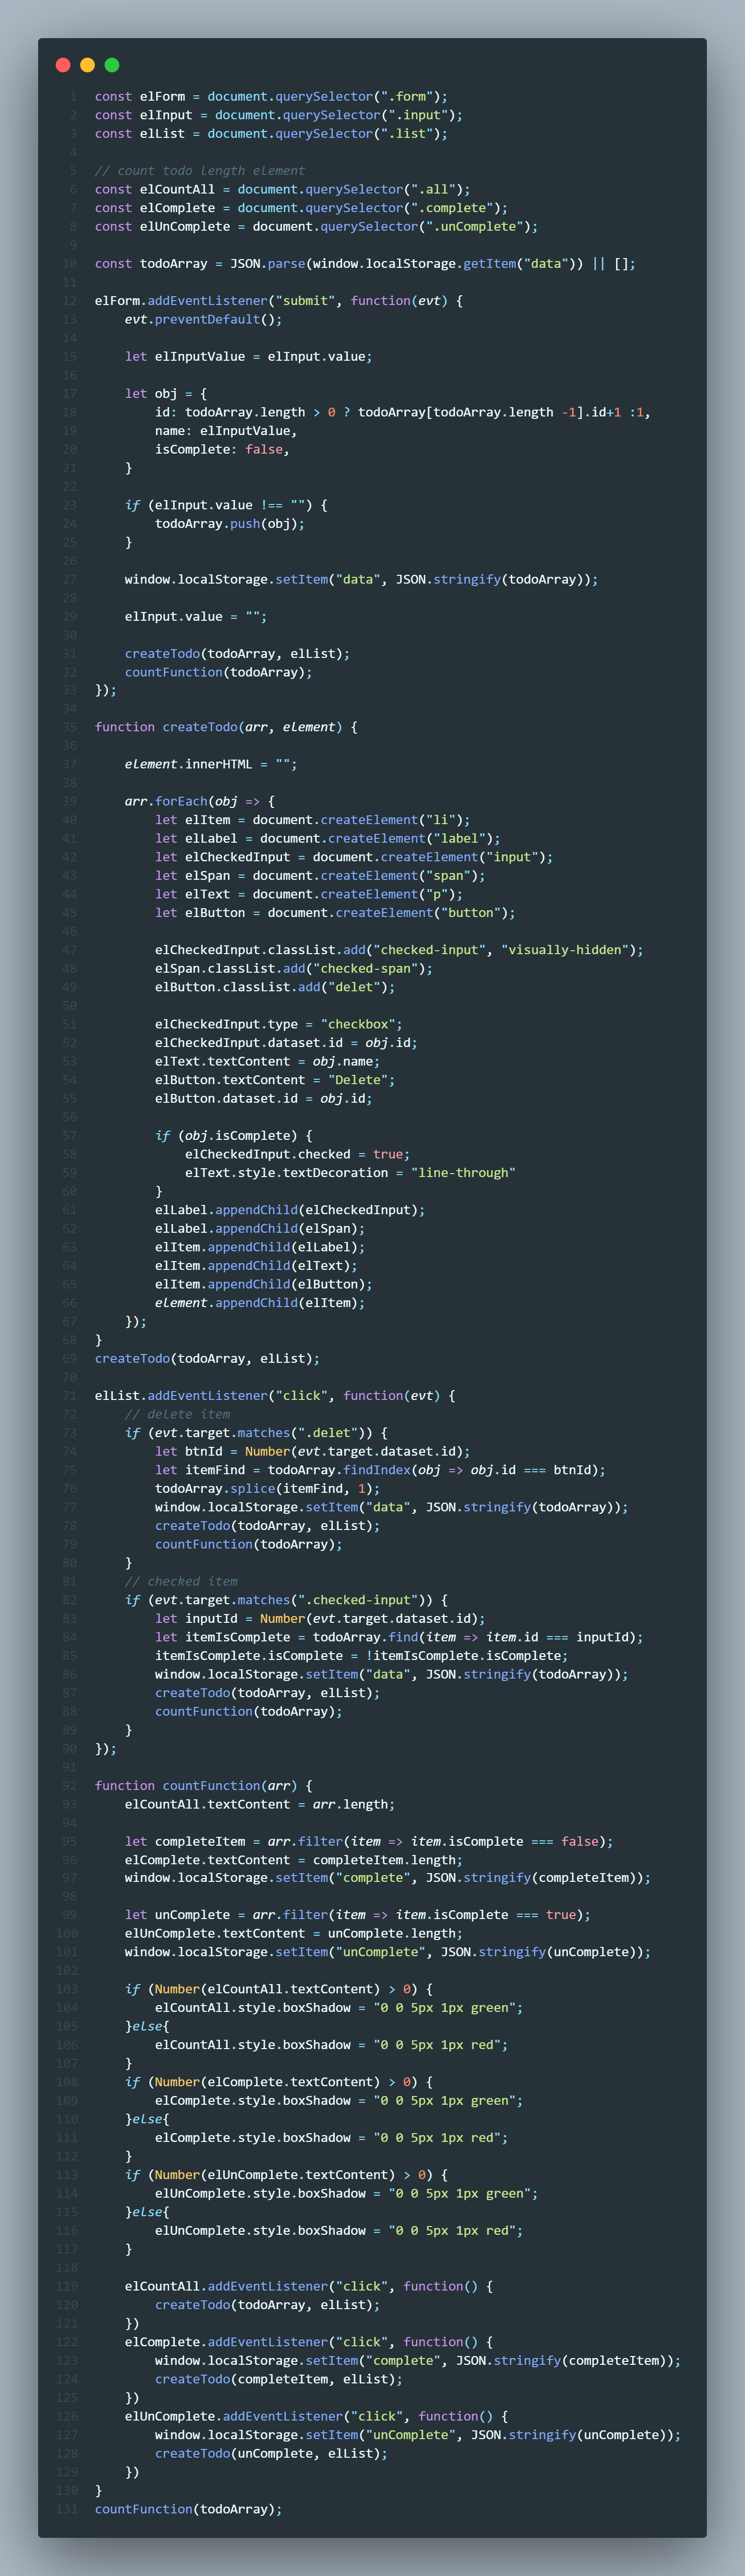 1 const elForm = document.querySelector(".form");
2 const elInput = document.querySelector(".input");
3 const elList = document.querySelector(".list");
4
5 // count todo length element
6 const elCountAll = document.querySelector(".all");
7 const elComplete = document.querySelector(".complete");
8 const elUnComplete = document.querySelector(".unComplete");
9
10 const todoArray = JSON.parse(window.localStorage.getItem("data")) || [];
11
12 elForm.addEventListener("submit", function(evt) {
13     evt.preventDefault();
14
15     let elInputValue = elInput.value;
16
17     let obj = {
18         id: todoArray.length > 0 ? todoArray[todoArray.length -1].id+1 :1,
19         name: elInputValue,
20         isComplete: false,
21     }
22
23     if (elInput.value !== "") {
24         todoArray.push(obj);
25     }
26
27     window.localStorage.setItem("data", JSON.stringify(todoArray));
28
29     elInput.value = "";
30
31     createTodo(todoArray, elList);
32     countFunction(todoArray);
33 });
34
35 function createTodo(arr, element) {
36
37     element.innerHTML = "";
38
39     arr.forEach(obj => {
40         let elItem = document.createElement("li");
41         let elLabel = document.createElement("label");
42         let elCheckedInput = document.createElement("input");
43         let elSpan = document.createElement("span");
44         let elText = document.createElement("p");
45         let elButton = document.createElement("button");
46
47         elCheckedInput.classList.add("checked-input", "visually-hidden");
48         elSpan.classList.add("checked-span");
49         elButton.classList.add("delet");
50
51         elCheckedInput.type = "checkbox";
52         elCheckedInput.dataset.id = obj.id;
53         elText.textContent = obj.name;
54         elButton.textContent = "Delete";
55         elButton.dataset.id = obj.id;
56
57         if (obj.isComplete) {
58             elCheckedInput.checked = true;
59             elText.style.textDecoration = "line-through"
60         }
61         elLabel.appendChild(elCheckedInput);
62         elLabel.appendChild(elSpan);
63         elItem.appendChild(elLabel);
64         elItem.appendChild(elText);
65         elItem.appendChild(elButton);
66         element.appendChild(elItem);
67     });
68 }
69 createTodo(todoArray, elList);
70
71 elList.addEventListener("click", function(evt) {
72     // delete item
73     if (evt.target.matches(".delet")) {
74         let btnId = Number(evt.target.dataset.id);
75         let itemFind = todoArray.findIndex(obj => obj.id === btnId);
76         todoArray.splice(itemFind, 1);
77         window.localStorage.setItem("data", JSON.stringify(todoArray));
78         createTodo(todoArray, elList);
79         countFunction(todoArray);
80     }
81     // checked item
82     if (evt.target.matches(".checked-input")) {
83         let inputId = Number(evt.target.dataset.id);
84         let itemIsComplete = todoArray.find(item => item.id === inputId);
85         itemIsComplete.isComplete = !itemIsComplete.isComplete;
86         window.localStorage.setItem("data", JSON.stringify(todoArray));
87         createTodo(todoArray, elList);
88         countFunction(todoArray);
89     }
90 });
91
92 function countFunction(arr) {
93     elCountAll.textContent = arr.length;
94
95     let completeItem = arr.filter(item => item.isComplete === false);
96     elComplete.textContent = completeItem.length;
97     window.localStorage.setItem("complete", JSON.stringify(completeItem));
98
99     let unComplete = arr.filter(item => item.isComplete === true);
100     elUnComplete.textContent = unComplete.length;
101     window.localStorage.setItem("unComplete", JSON.stringify(unComplete));
102
103     if (Number(elCountAll.textContent) > 0) {
104         elCountAll.style.boxShadow = "0 0 5px 1px green";
105     }else{
106         elCountAll.style.boxShadow = "0 0 5px 1px red";
107     }
108     if (Number(elComplete.textContent) > 0) {
109         elComplete.style.boxShadow = "0 0 5px 1px green";
110     }else{
111         elComplete.style.boxShadow = "0 0 5px 1px red";
112     }
113     if (Number(elUnComplete.textContent) > 0) {
114         elUnComplete.style.boxShadow = "0 0 5px 1px green";
115     }else{
116         elUnComplete.style.boxShadow = "0 0 5px 1px red";
117     }
118
119     elCountAll.addEventListener("click", function() {
120         createTodo(todoArray, elList);
121     })
122     elComplete.addEventListener("click", function() {
123         window.localStorage.setItem("complete", JSON.stringify(completeItem));
124         createTodo(completeItem, elList);
125     })
126     elUnComplete.addEventListener("click", function() {
127         window.localStorage.setItem("unComplete", JSON.stringify(unComplete));
128         createTodo(unComplete, elList);
129     })
130 }
131 countFunction(todoArray);